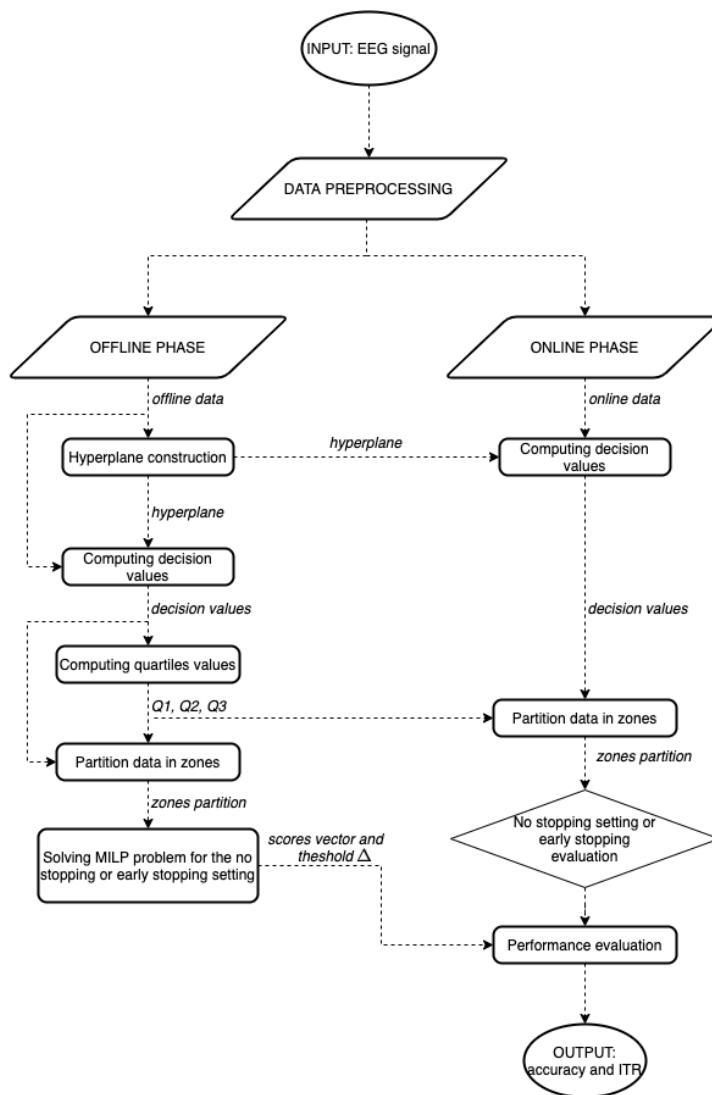 INPUT: EEG signal
DATA PREPROCESSING
OFFLINE PHASE
ONLINE PHASE
offline data
online data
Hyperplane construction
hyperplane
Computing decision
values
hyperplane
Computing decision
values
decision values
decision values
Computing quartiles values
Q1, Q2, Q3
Partition data in zones
Partition data in zones
zones partition
zones partition
No stopping setting or
early stopping
evaluation
Solving MILP problem for the no
stopping or early stopping setting
scores vector and
theshold Δ
Performance evaluation
OUTPUT:
accuracy and ITR